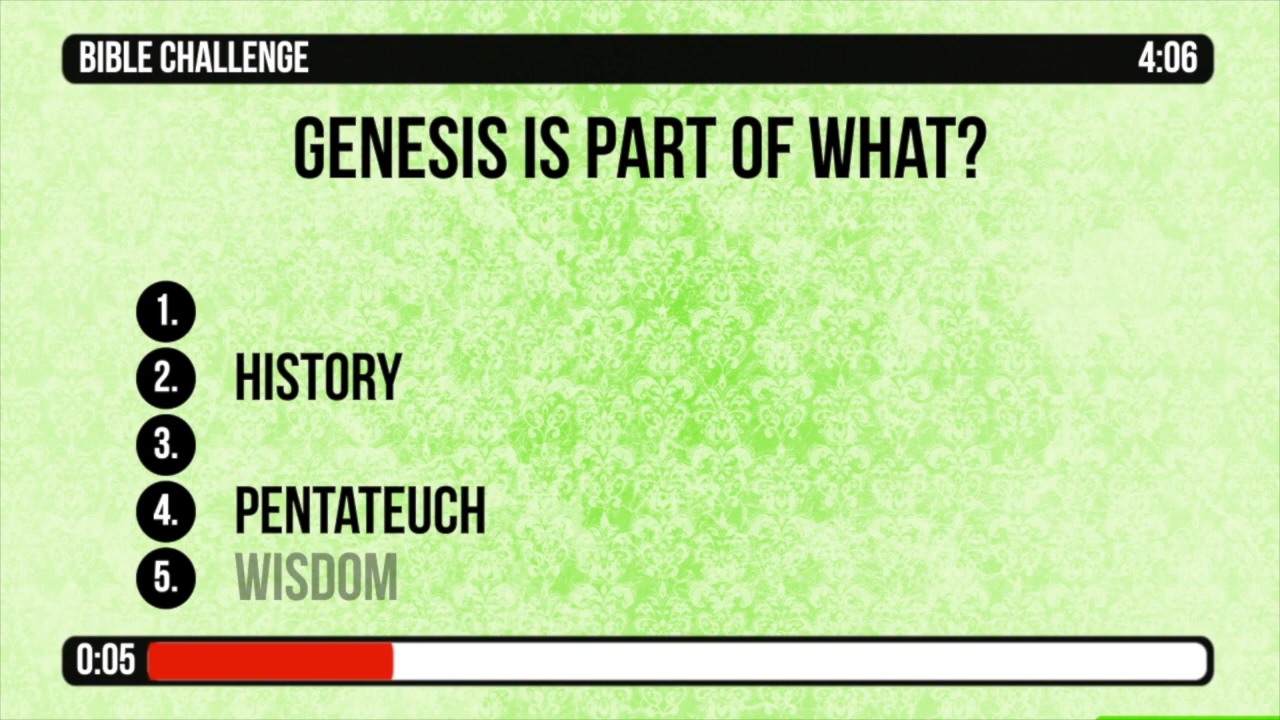 BIBLE CHALLENGE 4:06
GENESIS IS PART OF WHAT?
1.
2. HISTORY
3.
4. PENTATEUCH
5. WISDOM
0:05